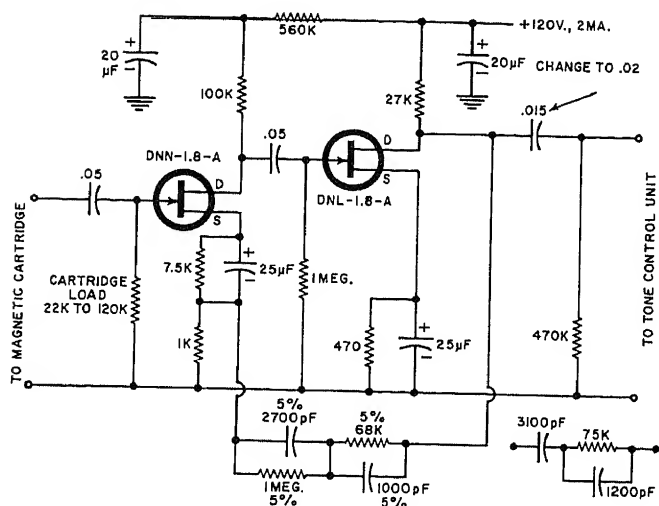 560K
+120V., 2MA.
+
20
µF
-
100K
27K
+
-
20µF
CHANGE TO .02
.015
.05
DNN-1.8-A
D
S
.05
D
S
DNL-1.8-A
TO MAGNETIC CARTRIDGE
CARTRIDGE
LOAD
22K TO 120K
7.5K
+
25µF
-
1K
1MEG.
470
+
25µF
-
470K
TO TONE CONTROL UNIT
5%
2700pF
5%
68K
1MEG.
5%
1000pF
5%
3100pF
75K
1200pF